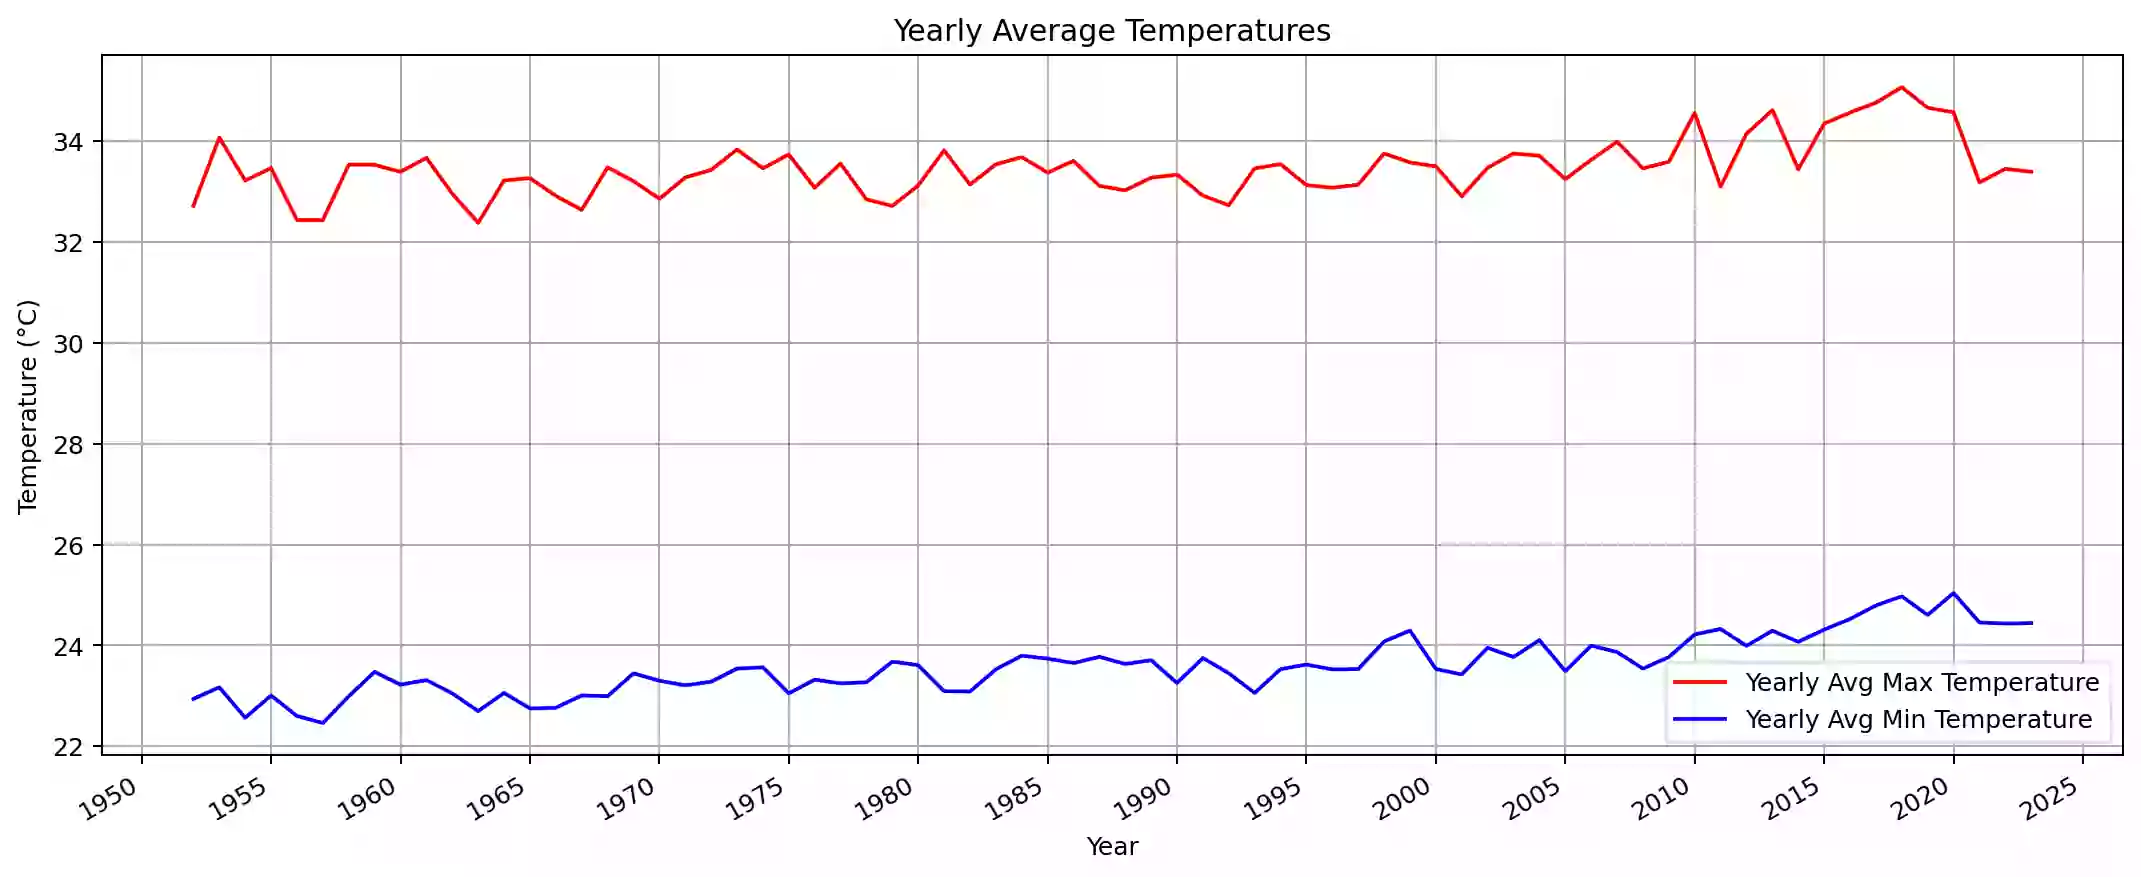 Yearly Average Temperatures
Temperature (°C)
34
32
30
28
26
24
22
Yearly Avg Max Temperature
Yearly Avg Min Temperature
1950 1955 1960 1965 1970 1975 1980 1985 1990 1995 2000 2005 2010 2015 2020 2025
Year